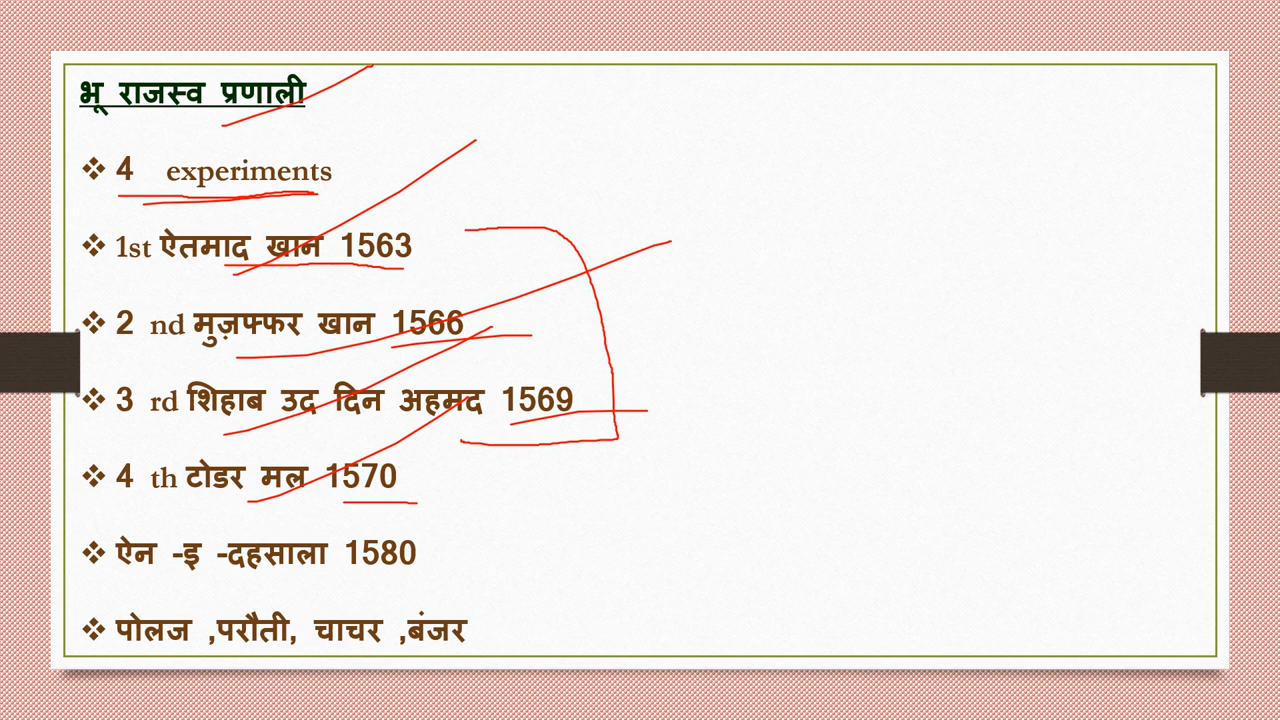 भू राजस्व प्रणाली
❖ 4 experiments
❖ 1st ऐतमाद खान 1563
❖ 2 nd मुज़फ्फर खान 1566
❖ 3 rd शिहाब उद दिन अहमद 1569
❖ 4 th टोडर मल 1570
❖ ऐन -इ -दहसाला 1580
❖ पोलज ,परौती, चाचर ,बंजर